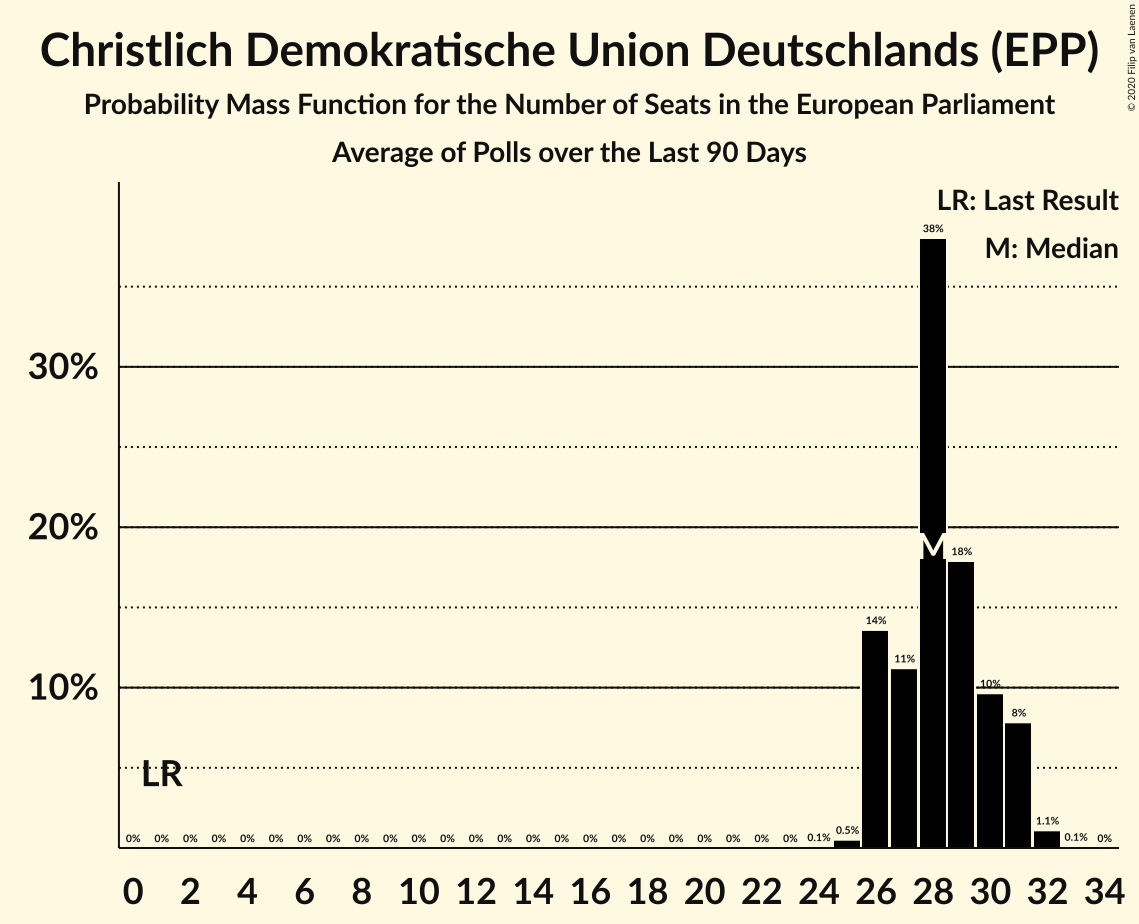 Christlich Demokratische Union Deutschlands (EPP)
Probability Mass Function for the Number of Seats in the European Parliament
Average of Polls over the Last 90 Days
© 2020 Filip van Laenen
LR: Last Result
M: Median
38%
30%
20%
M
18%
14%
11%
10%
10%
8%
LR
0% 0% 0% 0% 0% 0% 0% 0% 0% 0% 0% 0% 0% 0% 0% 0% 0% 0% 0% 0% 0% 0% 0% 0% 0.1% 0.5% 1.1% 0.1% 0%
0 2 4 6 8 10 12 14 16 18 20 22 24 26 28 30 32 34